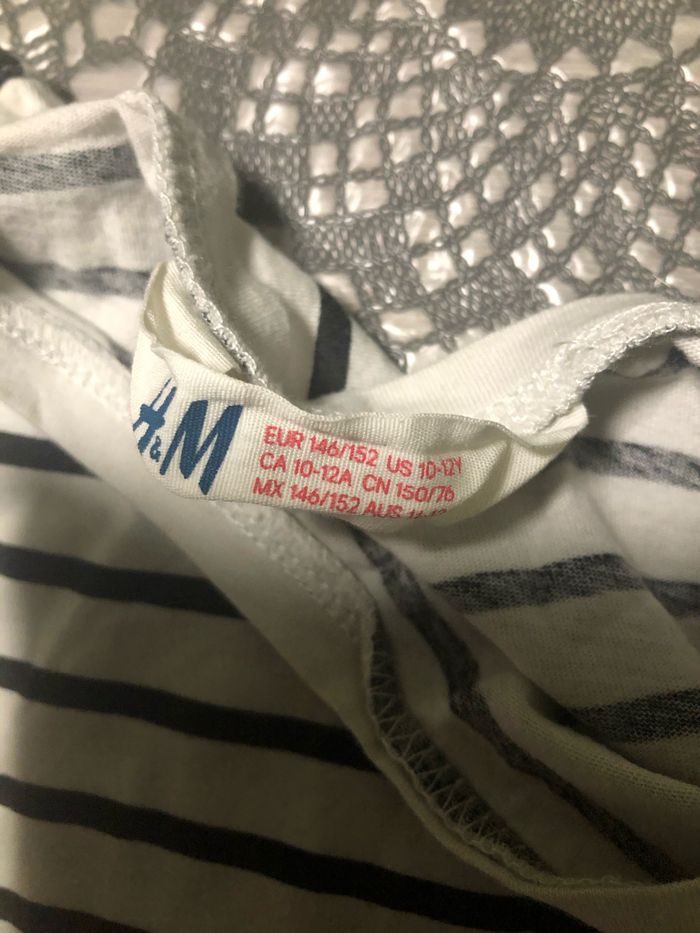 &M
EUR 146/152 US 10-12Y
CA 10-12A CN 150/76
MX 146/152 AUS